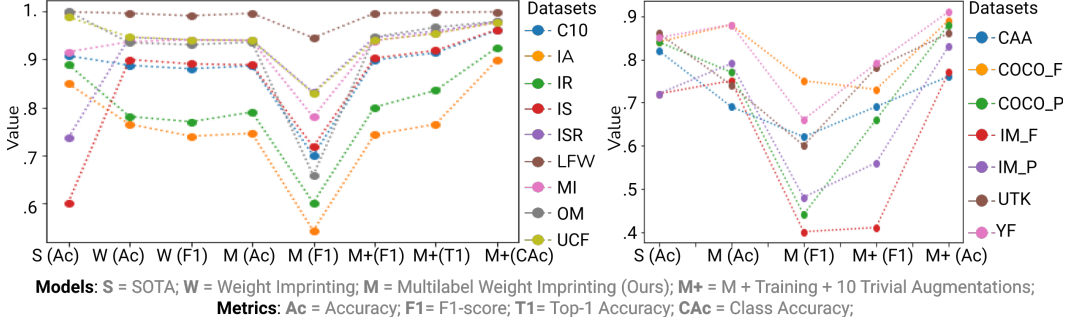 1.
.9
.8
.7
.6
Value
S (Ac) W (Ac) W (F1) M (Ac) M (F1) M+(F1) M+(T1) M+(CAc)
Datasets
C10
IA
IR
IS
ISR
LFW
MI
OM
UCF
.9
.8
.7
.6
.5
.4
Value
S (Ac) M (Ac) M (F1) M+ (F1) M+ (Ac)
Datasets
CAA
COCO_F
COCO_P
IM_F
IM_P
UTK
YF
Models: S = SOTA; W = Weight Imprinting; M = Multilabel Weight Imprinting (Ours); M+ = M + Training + 10 Trivial Augmentations;
Metrics: Ac = Accuracy; F1= F1-score; T1= Top-1 Accuracy; CAc = Class Accuracy;